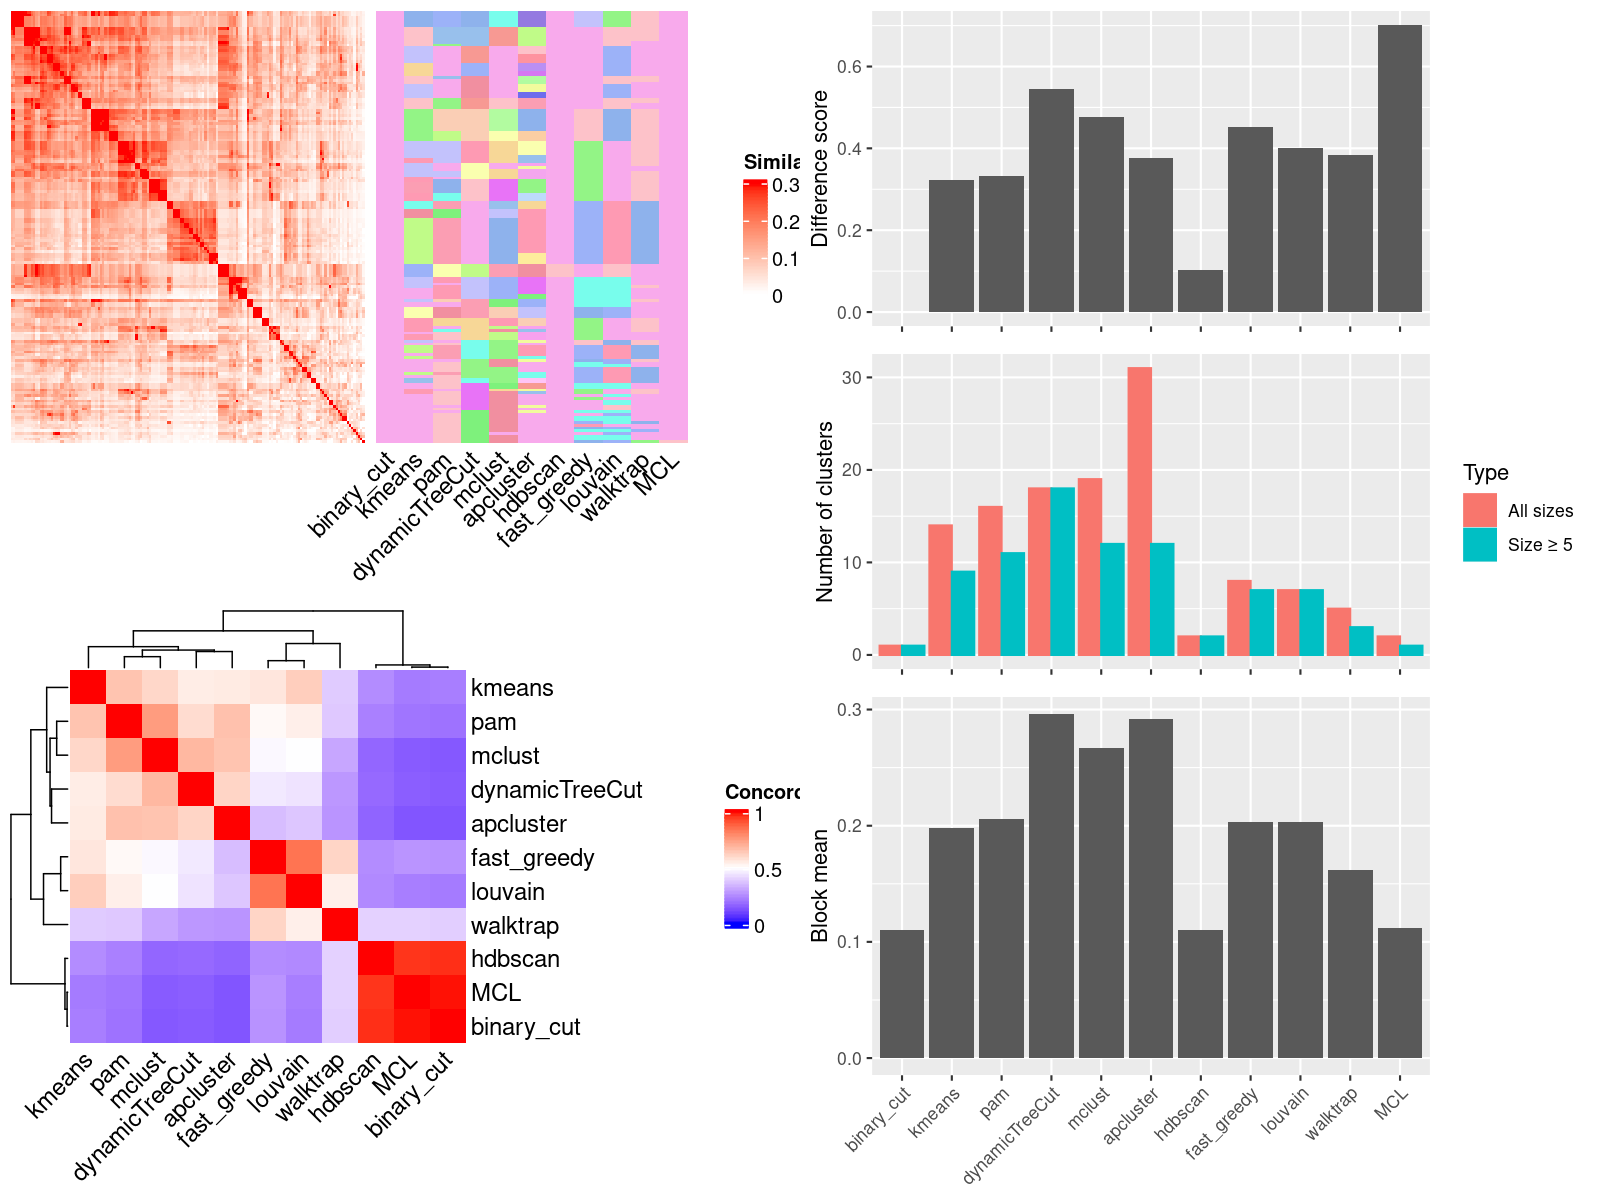 Simila
0.3
0.2
0.1
0
binary_cut
kmeans
pam
dynamicTreeCut
mclust
apcluster
hdbscan
fast_greedy
louvain
walktrap
MCL
Concord
1
0.5
0
kmeans
pam
mclust
dynamicTreeCut
apcluster
fast_greedy
louvain
walktrap
hdbscan
MCL
binary_cut
kmeans
pam
mclust
dynamicTreeCut
apcluster
fast_greedy
louvain
walktrap
hdbscan
MCL
binary_cut
Difference score
0.6
0.4
0.2
0.0
Number of clusters
30
20
10
0
Type
All sizes
Size ≥ 5
Block mean
0.3
0.2
0.1
0.0
binary_cut
kmeans
pam
dynamicTreeCut
mclust
apcluster
hdbscan
fast_greedy
louvain
walktrap
MCL